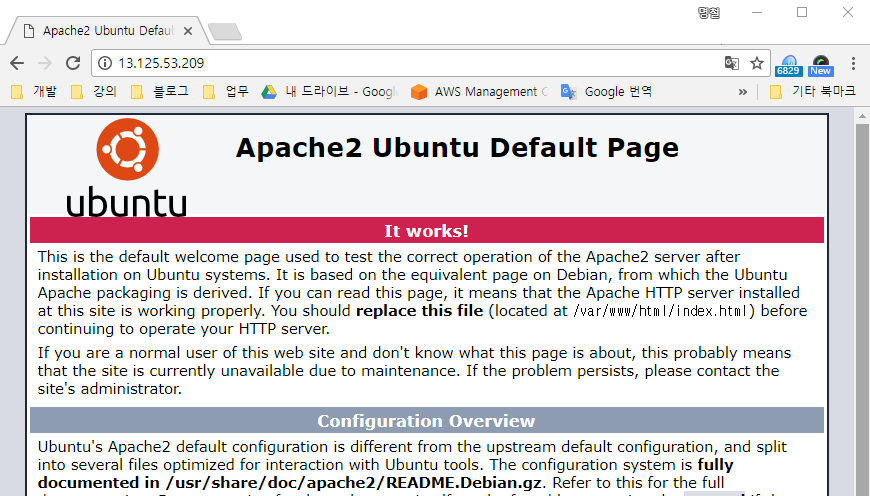 명철
Apache2 Ubuntu Defau
13.125.53.209
6829
New
개발 강의 블로그 업무 내 드라이브 - Googl AWS Management C Google 번역 » 기타 북마크
ubuntu
Apache2 Ubuntu Default Page
It works!
This is the default welcome page used to test the correct operation of the Apache2 server after
installation on Ubuntu systems. It is based on the equivalent page on Debian, from which the Ubuntu
Apache packaging is derived. If you can read this page, it means that the Apache HTTP server installed
at this site is working properly. You should replace this file (located at /var/www/html/index.html) before
continuing to operate your HTTP server.
If you are a normal user of this web site and don't know what this page is about, this probably means
that the site is currently unavailable due to maintenance. If the problem persists, please contact the
site's administrator.
Configuration Overview
Ubuntu's Apache2 default configuration is different from the upstream default configuration, and split
into several files optimized for interaction with Ubuntu tools. The configuration system is fully
documented in /usr/share/doc/apache2/README.Debian.gz. Refer to this for the full